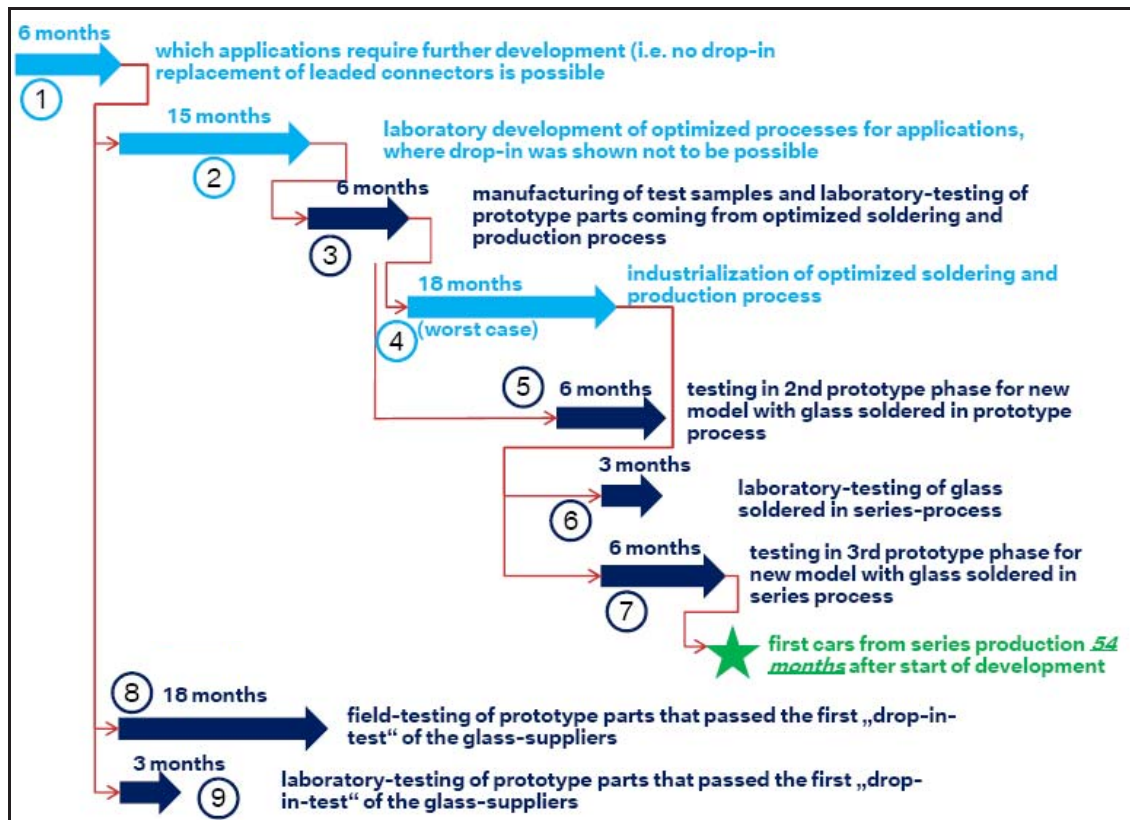 6 months
which applications require further development (i.e. no drop-in
replacement of leaded connectors is possible
1
15 months
laboratory development of optimized processes for applications,
where drop-in was shown not to be possible
2
6 months
manufacturing of test samples and laboratory-testing of
prototype parts coming from optimized soldering and
production process
3
18 months
industrialization of optimized soldering and
production process
(worst case)
4
5
6 months
testing in 2nd prototype phase for new
model with glass soldered in prototype
process
3 months
laboratory-testing of glass
soldered in series-process
6
6 months
testing in 3rd prototype phase for
new model with glass soldered in
series process
7
first cars from series production 54
months after start of development
8
18 months
field-testing of prototype parts that passed the first „drop-in-
test“ of the glass-suppliers
3 months
9
laboratory-testing of prototype parts that passed the first „drop-
in-test“ of the glass-suppliers